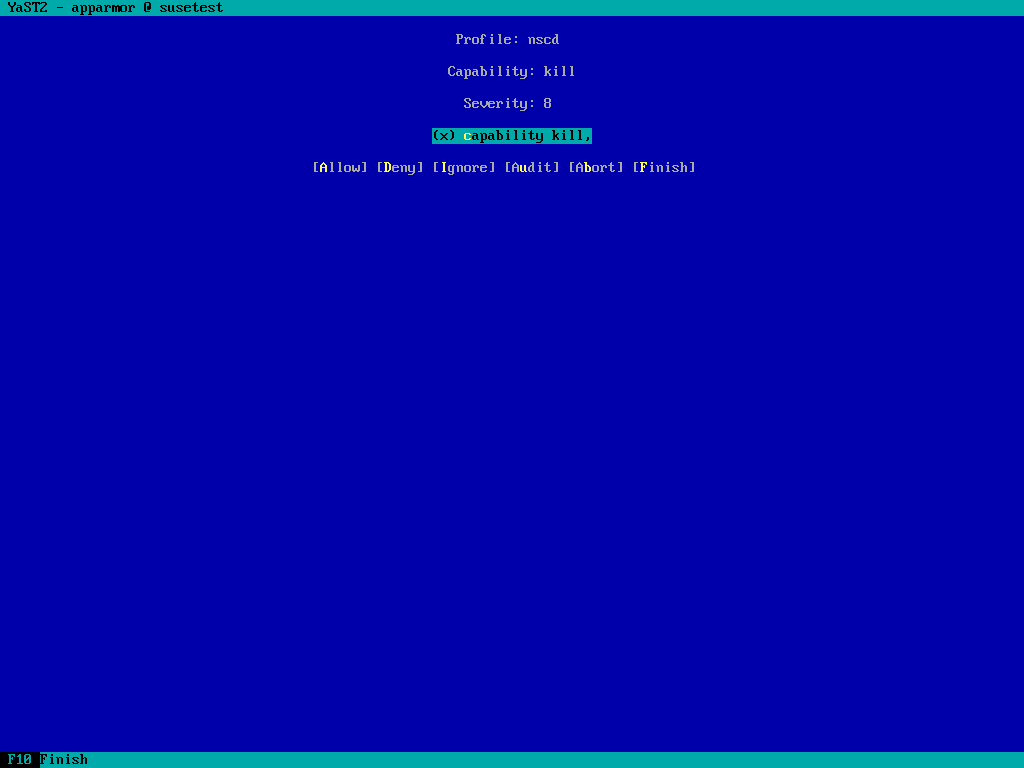 YaST2 - apparmor @ susetest
Profile: nscd
Capability: kill
Severity: 8
(x) capability kill,
[Allow] [Deny] [Ignore] [Audit] [Abort] [Finish]
F10 Finish